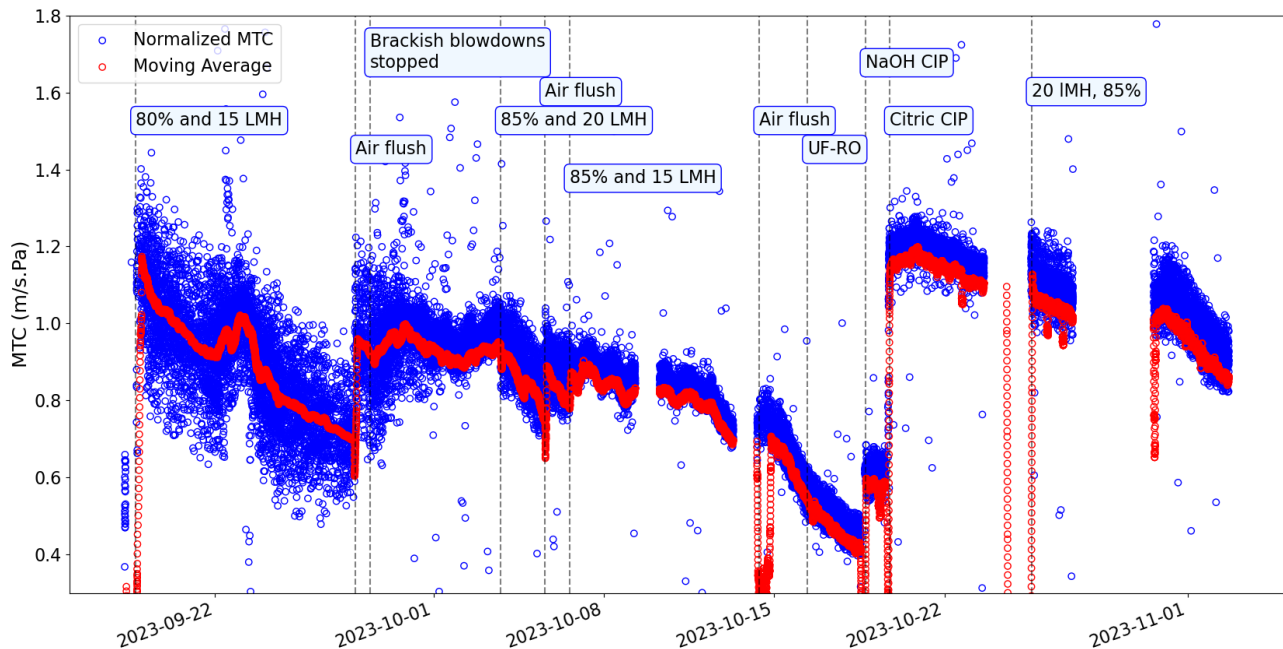 1.8
1.6
1.4
1.2
1.0
0.8
0.6
0.4
MTC (m/s.Pa)
Normalized MTC
Moving Average
Brackish blowdowns
stopped
NaOH CIP
Air flush
20 lMH, 85%
80% and 15 LMH
85% and 20 LMH
Air flush
Citric CIP
Air flush
UF-RO
85% and 15 LMH
2023-09-22
2023-10-01
2023-10-08
2023-10-15
2023-10-22
2023-11-01